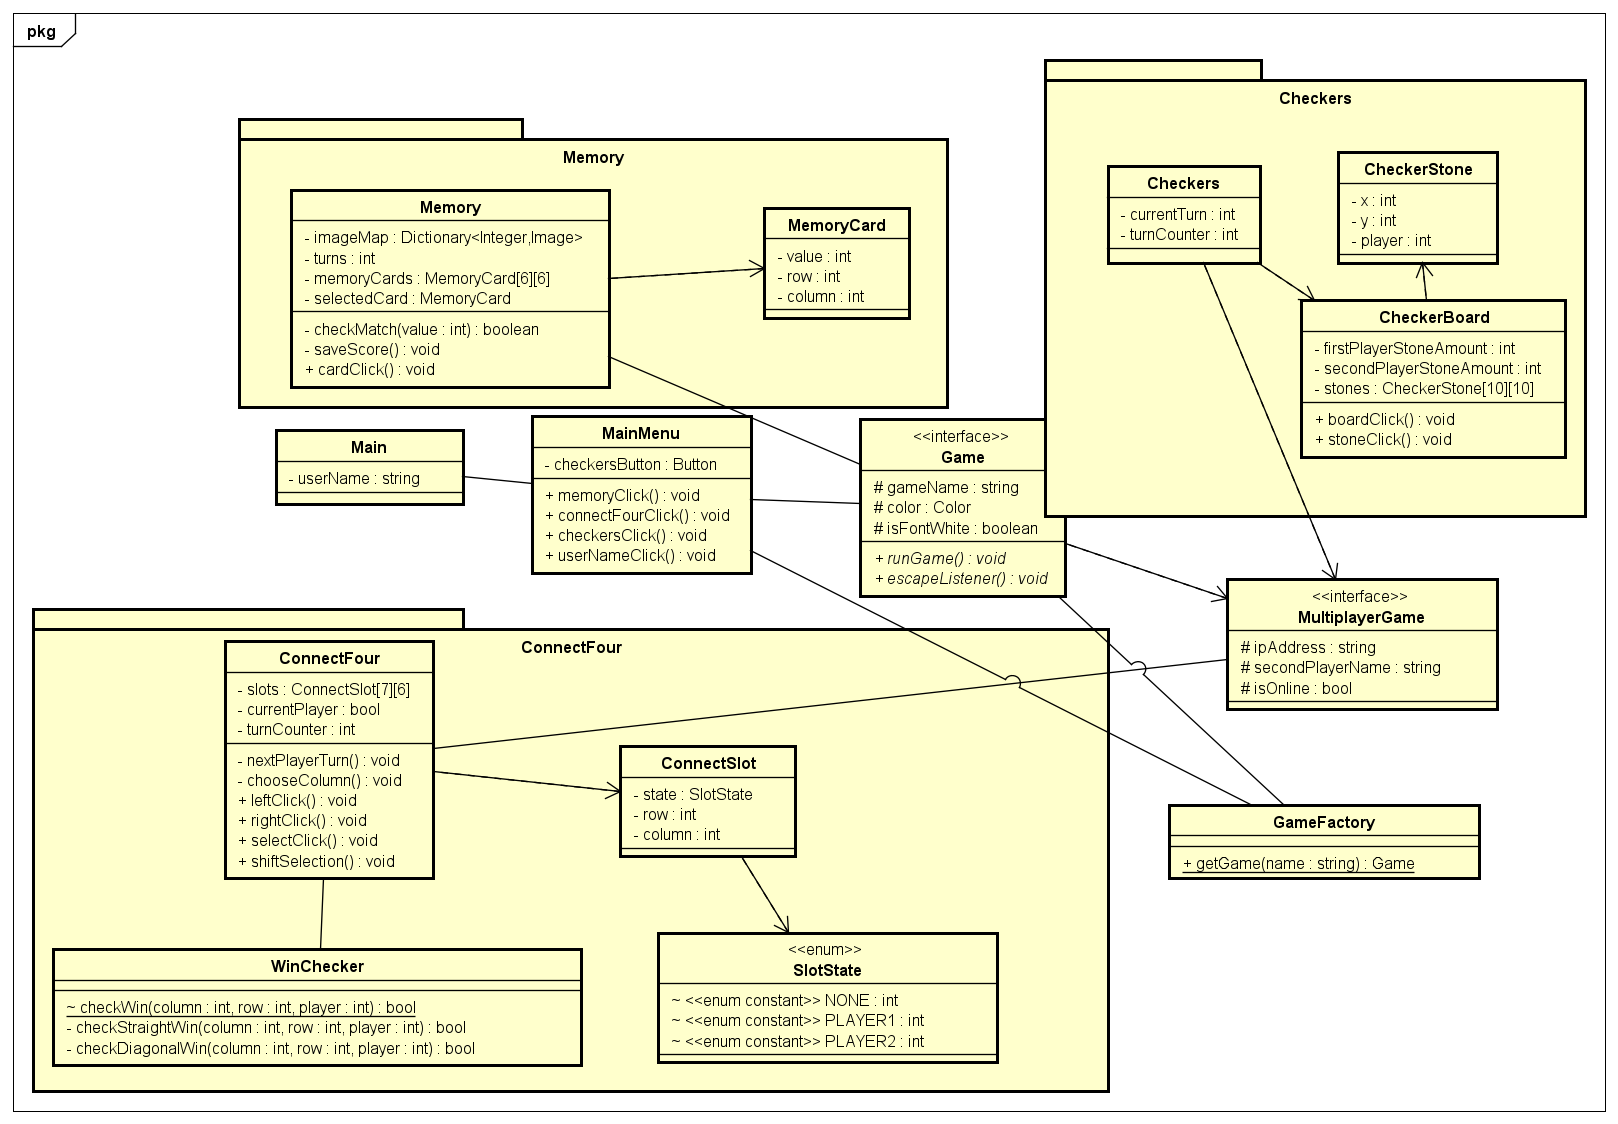 pkg
Checkers
Checkers
- currentTurn : int
- turnCounter : int
CheckerStone
- x : int
- y : int
- player : int
CheckerBoard
- firstPlayerStoneAmount : int
- secondPlayerStoneAmount : int
- stones : CheckerStone[10][10]
+ boardClick() : void
+ stoneClick() : void
Memory
Memory
- imageMap : Dictionary<Integer,Image>
- turns : int
- memoryCards : MemoryCard[6][6]
- selectedCard : MemoryCard
- checkMatch(value : int) : boolean
- saveScore() : void
+ cardClick() : void
MemoryCard
- value : int
- row : int
- column : int
Main
- userName : string
MainMenu
- checkersButton : Button
+ memoryClick() : void
+ connectFourClick() : void
+ checkersClick() : void
+ userNameClick() : void
<<interface>>
Game
# gameName : string
# color : Color
# isFontWhite : boolean
+ runGame() : void
+ escapeListener() : void
<<interface>>
MultiplayerGame
# ipAddress : string
# secondPlayerName : string
# isOnline : bool
ConnectFour
ConnectFour
- slots : ConnectSlot[7][6]
- currentPlayer : bool
- turnCounter : int
- nextPlayerTurn() : void
- chooseColumn() : void
+ leftClick() : void
+ rightClick() : void
+ selectClick() : void
+ shiftSelection() : void
ConnectSlot
- state : SlotState
- row : int
- column : int
GameFactory
+ getGame(name : string) : Game
WinChecker
~ checkWin(column : int, row : int, player : int) : bool
- checkStraightWin(column : int, row : int, player : int) : bool
- checkDiagonalWin(column : int, row : int, player : int) : bool
<<enum>>
SlotState
~ <<enum constant>> NONE : int
~ <<enum constant>> PLAYER1 : int
~ <<enum constant>> PLAYER2 : int